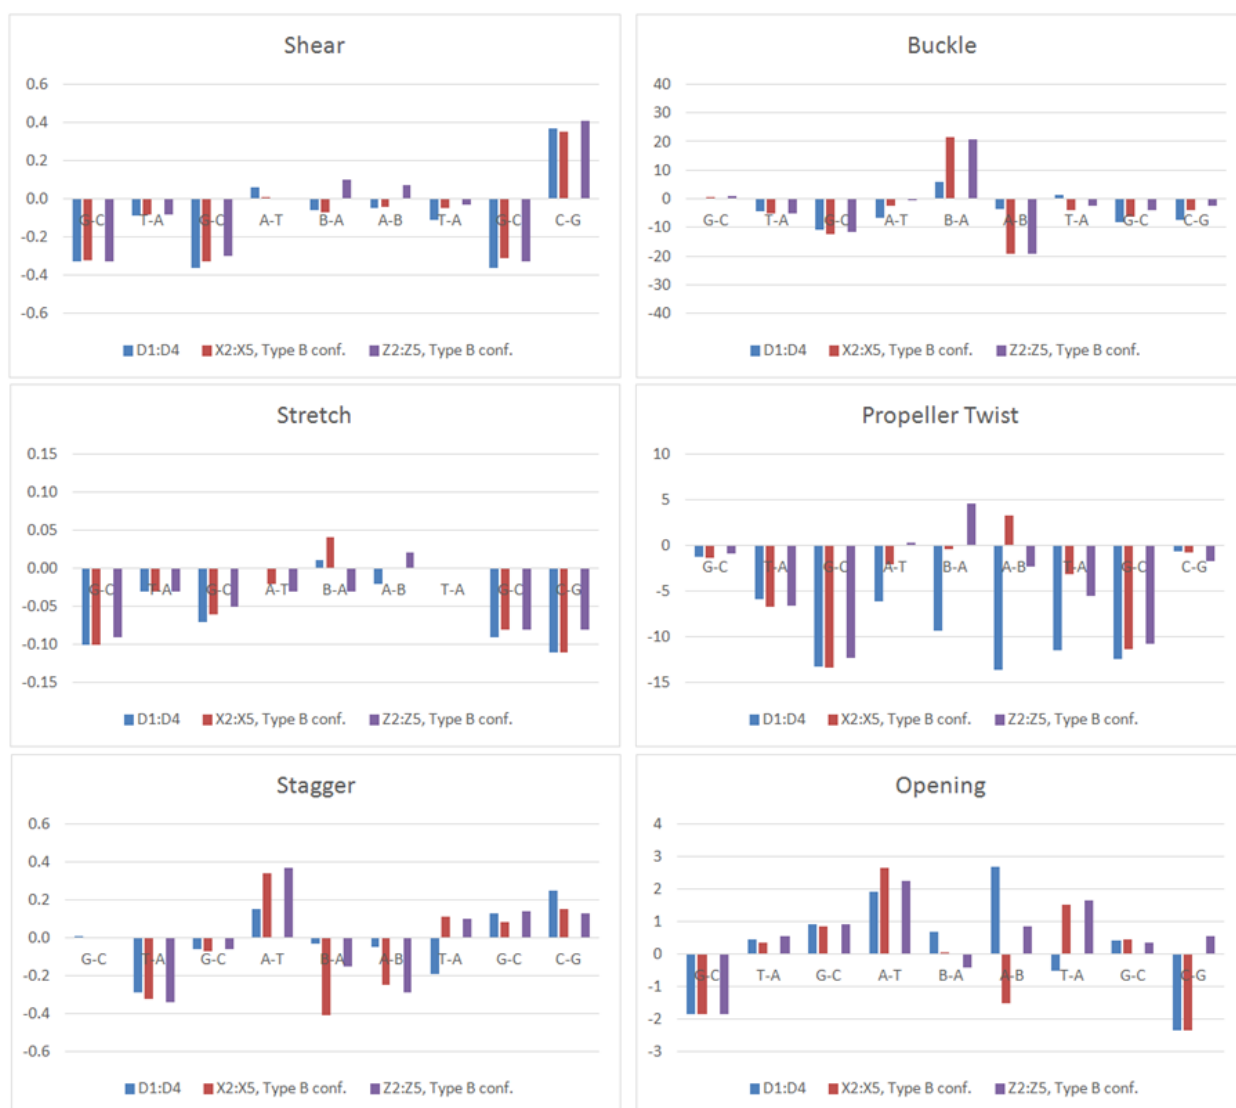 Shear
0.6
0.4
0.2
0.0
-0.2
-0.4
-0.6
G-C T-A G-C A-T B-A A-B T-A G-C C-G
D1:D4 X2:X5, Type B conf. Z2:Z5, Type B conf.
Buckle
40
30
20
10
0
-10
-20
-30
-40
G-C T-A G-C A-T B-A A-B T-A G-C C-G
D1:D4 X2:X5, Type B conf. Z2:Z5, Type B conf.
Stretch
0.15
0.10
0.05
0.00
-0.05
-0.10
-0.15
G-C T-A G-C A-T B-A A-B T-A G-C C-G
D1:D4 X2:X5, Type B conf. Z2:Z5, Type B conf.
Propeller Twist
10
5
0
-5
-10
-15
G-C T-A G-C A-T B-A A-B T-A G-C C-G
D1:D4 X2:X5, Type B conf. Z2:Z5, Type B conf.
Stagger
0.6
0.4
0.2
0.0
-0.2
-0.4
-0.6
G-C T-A G-C A-T B-A A-B T-A G-C C-G
D1:D4 X2:X5, Type B conf. Z2:Z5, Type B conf.
Opening
4
3
2
1
0
-1
-2
-3
G-C T-A G-C A-T B-A A-B T-A G-C C-G
D1:D4 X2:X5, Type B conf. Z2:Z5, Type B conf.